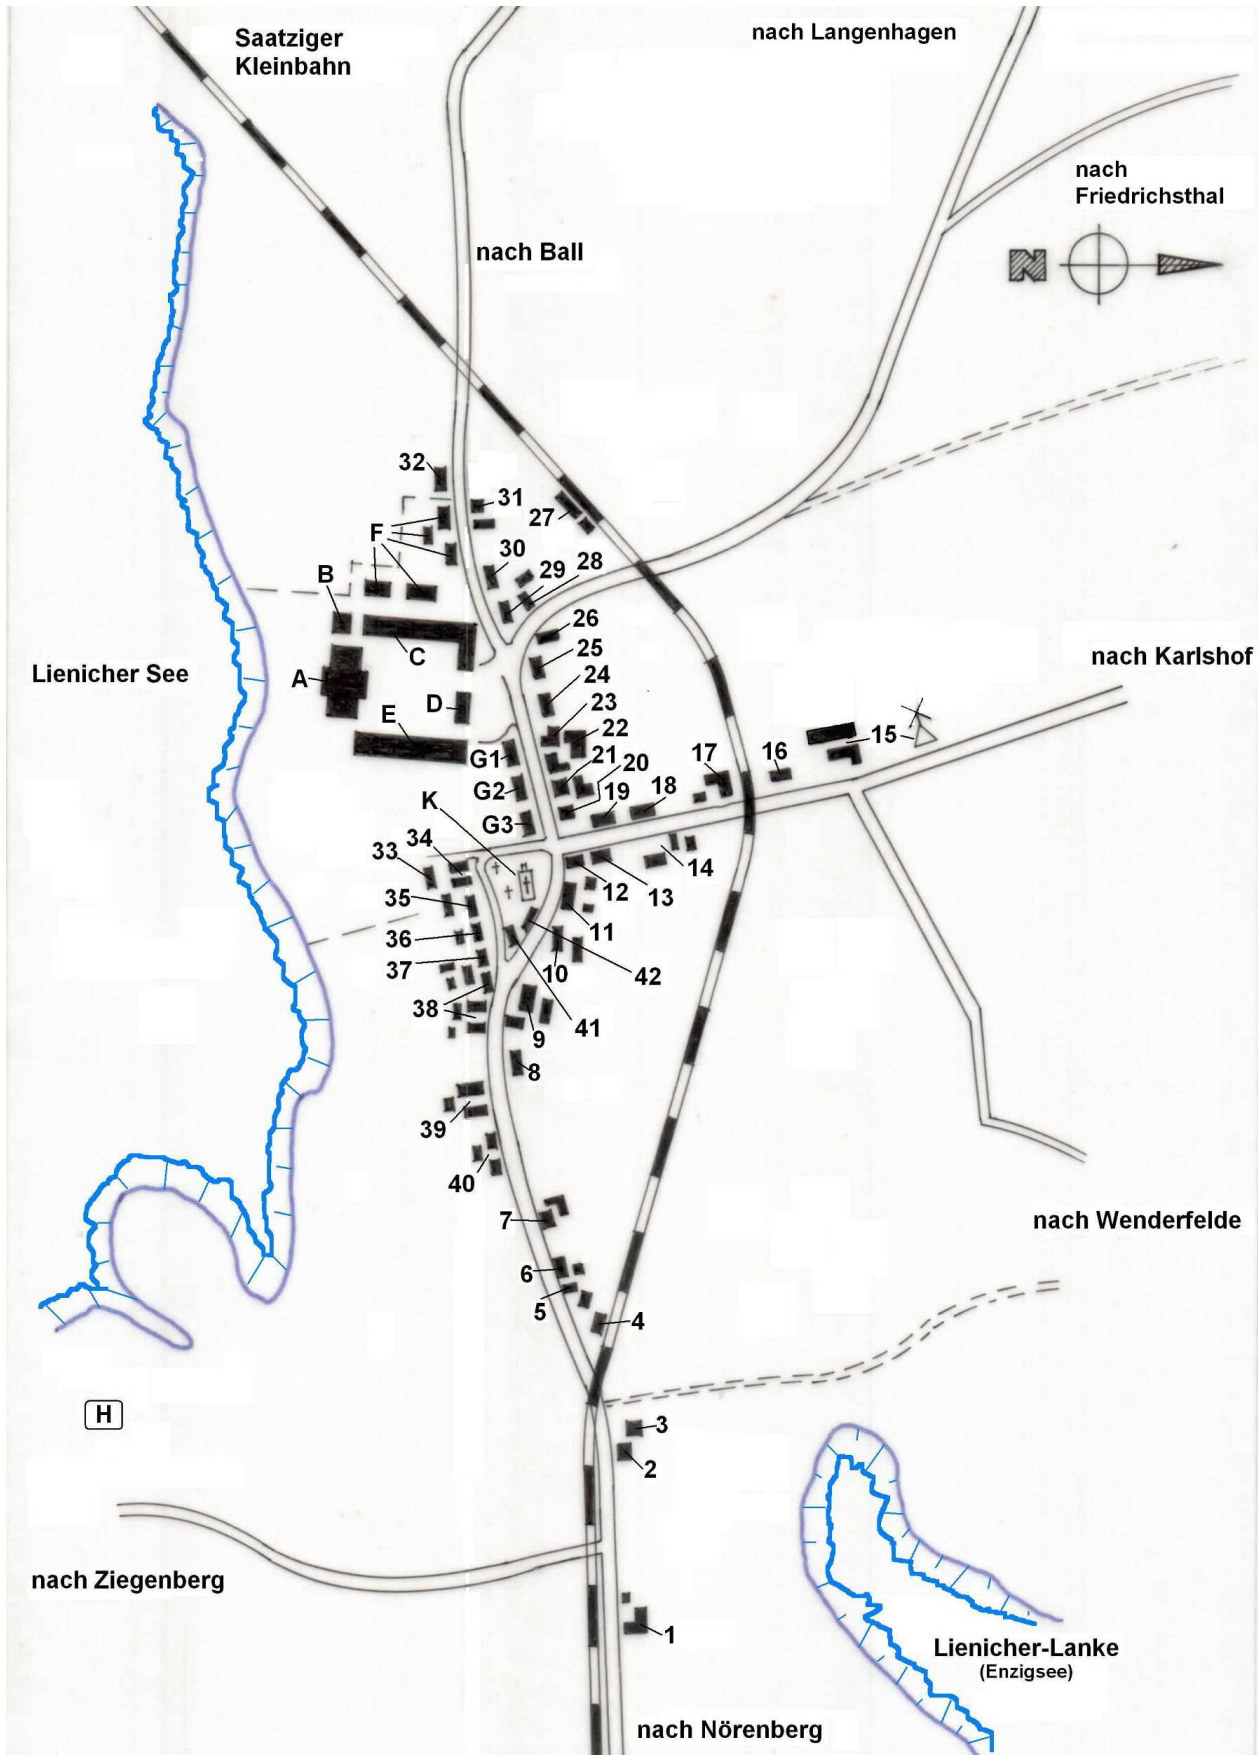 Saatziger
Kleinbahn
nach Langenhagen
nach
Friedrichsthal
nach Ball
N
32
31
27
F
30
29
28
B
26
C
25
nach Karlshof
Lienicher See
A
24
D
23
E
22
15
G1
21
20
17
16
G2
19
18
K
G3
34
33
14
12
13
35
11
36
10
42
37
38
41
9
8
39
40
7
nach Wenderfelde
6
5
4
H
3
2
nach Ziegenberg
1
Lienicher-Lanke
(Enzigsee)
nach Nörenberg